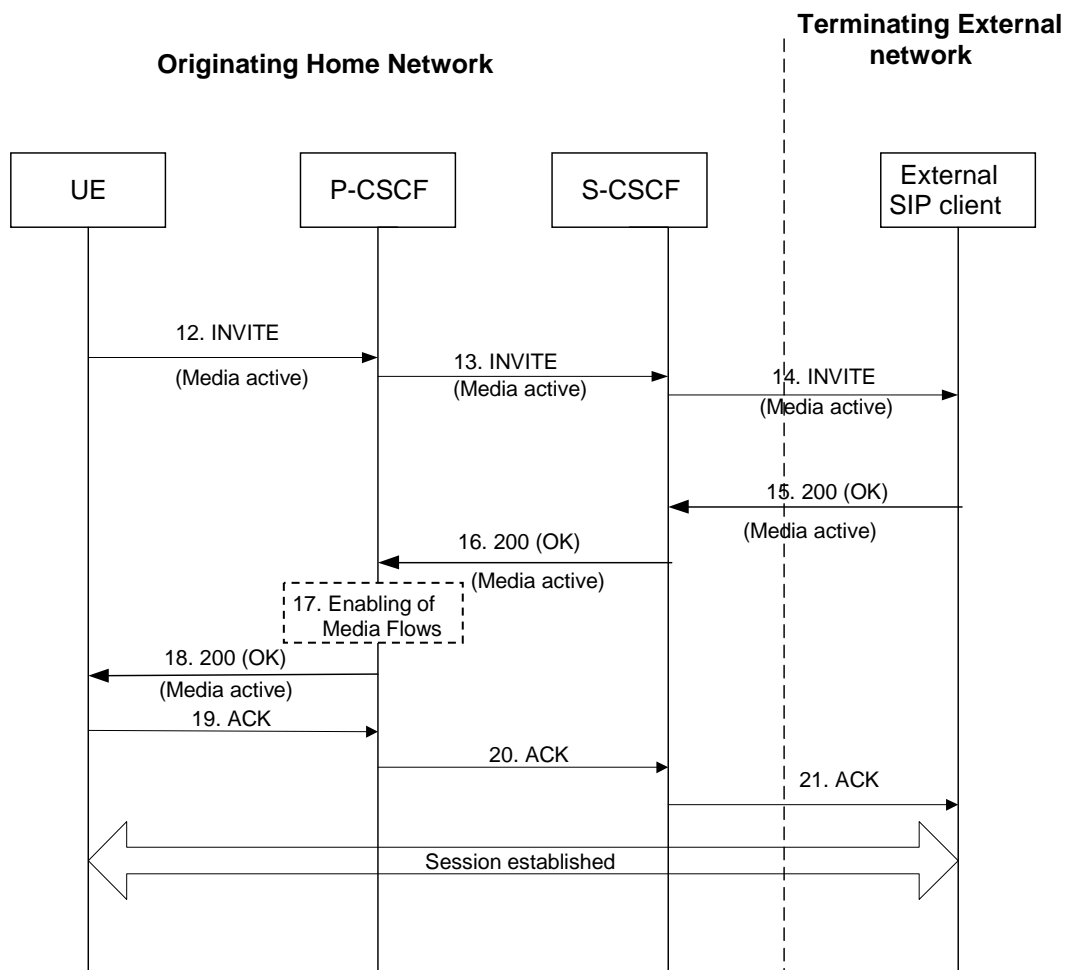 Terminating External
network
Originating Home Network
UE
P-CSCF
S-CSCF
External
SIP client
12. INVITE
(Media active)
13. INVITE
(Media active)
14. INVITE
(Media active)
15. 200 (OK)
(Media active)
16. 200 (OK)
(Media active)
17. Enabling of
Media Flows
18. 200 (OK)
(Media active)
19. ACK
20. ACK
21. ACK
Session established